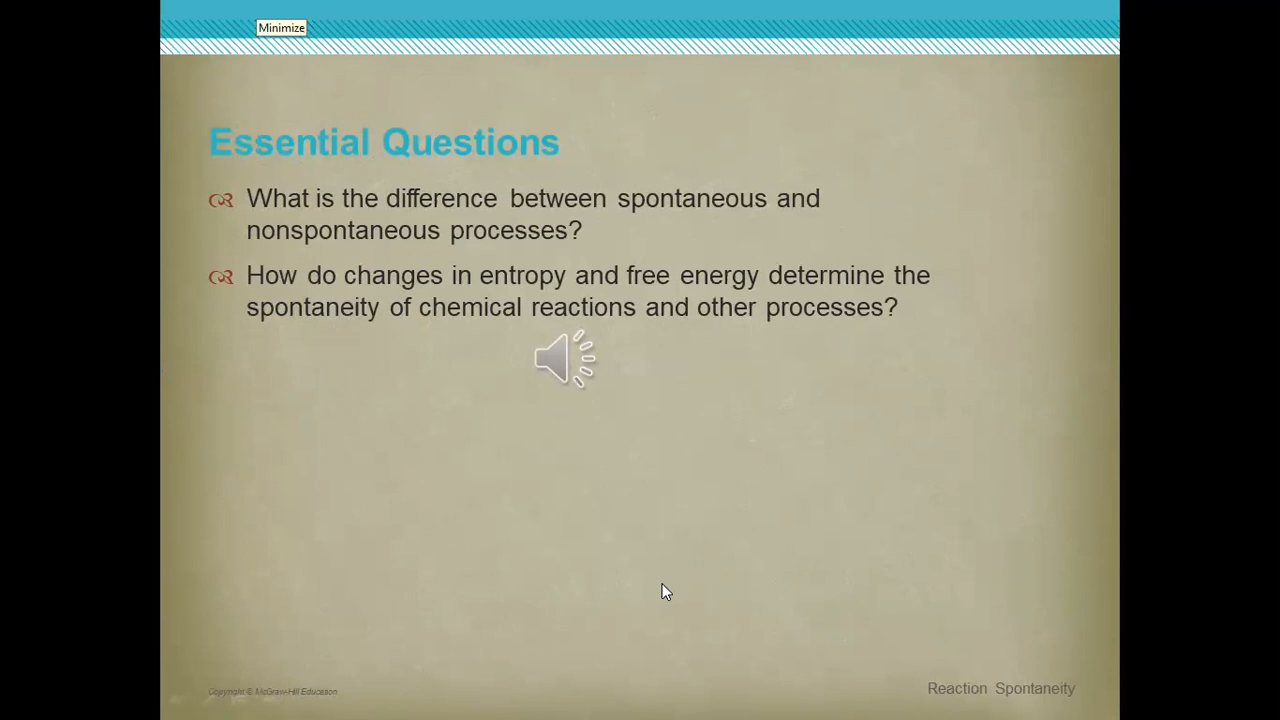 Minimize
Essential Questions
What is the difference between spontaneous and
nonspontaneous processes?
How do changes in entropy and free energy determine the
spontaneity of chemical reactions and other processes?
Copyright © McGraw-Hill Education
Reaction Spontaneity